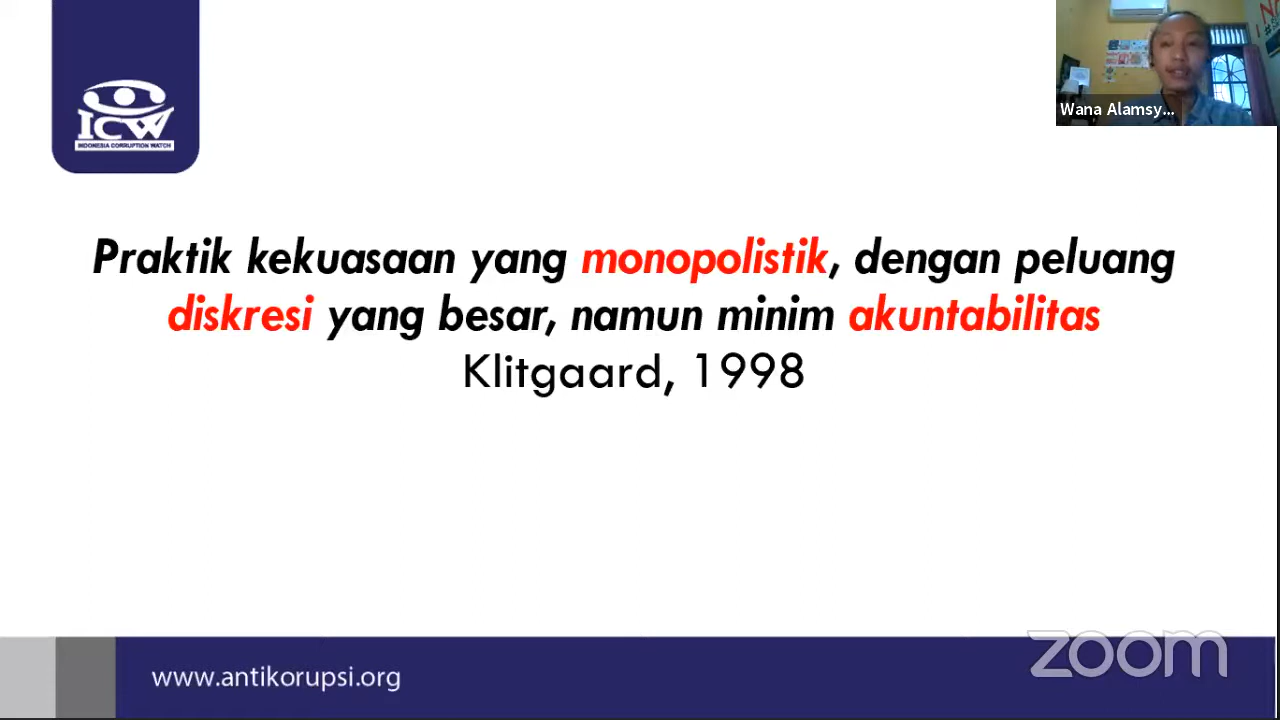 ICW
INDONESIA CORRUPTION WATCH
Wana Alamsy...
Praktik kekuasaan yang monopolistik, dengan peluang
diskresi yang besar, namun minim akuntabilitas
Klitgaard, 1998
www.antikorupsi.org
zoom